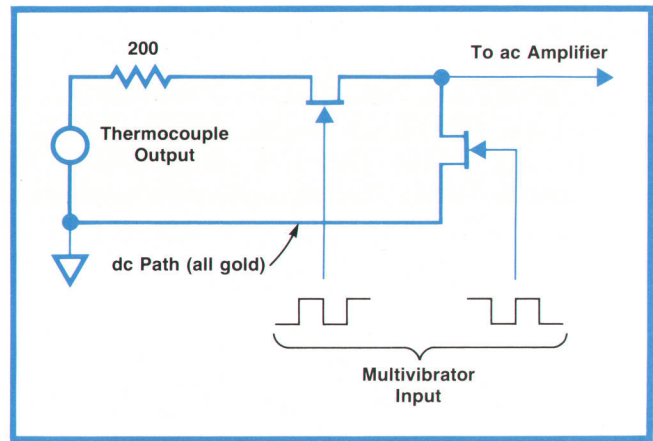 200
To ac Amplifier
Thermocouple
Output
dc Path (all gold)
Multivibrator
Input